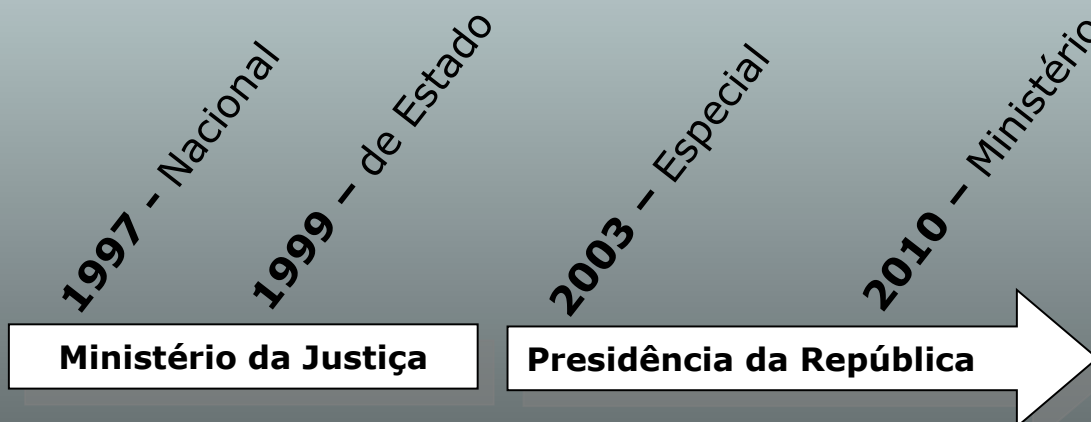 1997 - Nacional
1999 – de Estado
2003 – Especial
2010 – Ministério
Ministério da Justiça
Presidência da República